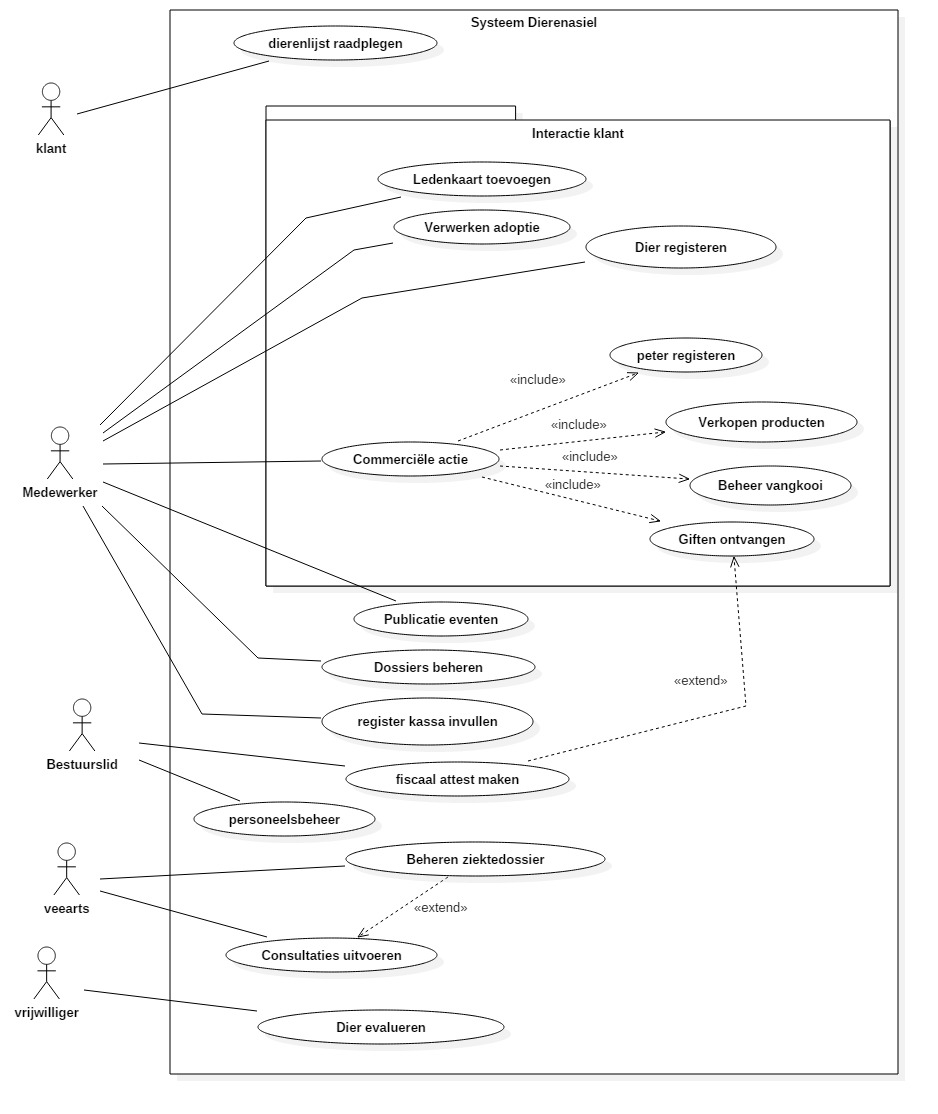 Systeem Dierenasiel
dierenlijst raadplegen
klant
Interactie klant
Ledenkaart toevoegen
Verwerken adoptie
Dier registeren
peter registeren
«include»
Verkopen producten
«include»
Commerciële actie
«include»
Beheer vangkooi
«include»
Medewerker
Giften ontvangen
Publicatie eventen
Dossiers beheren
«extend»
register kassa invullen
Bestuurslid
fiscaal attest maken
personeelsbeheer
Beheren ziektedossier
veearts
«extend»
Consultaties uitvoeren
vrijwilliger
Dier evalueren